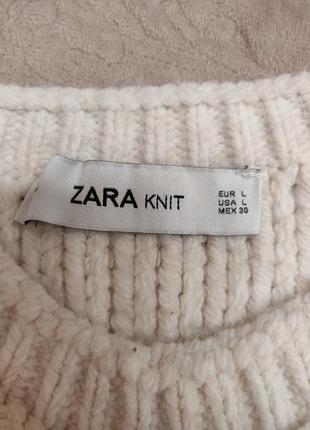 ZARA KNIT
EUR L
USA L
MEX 30